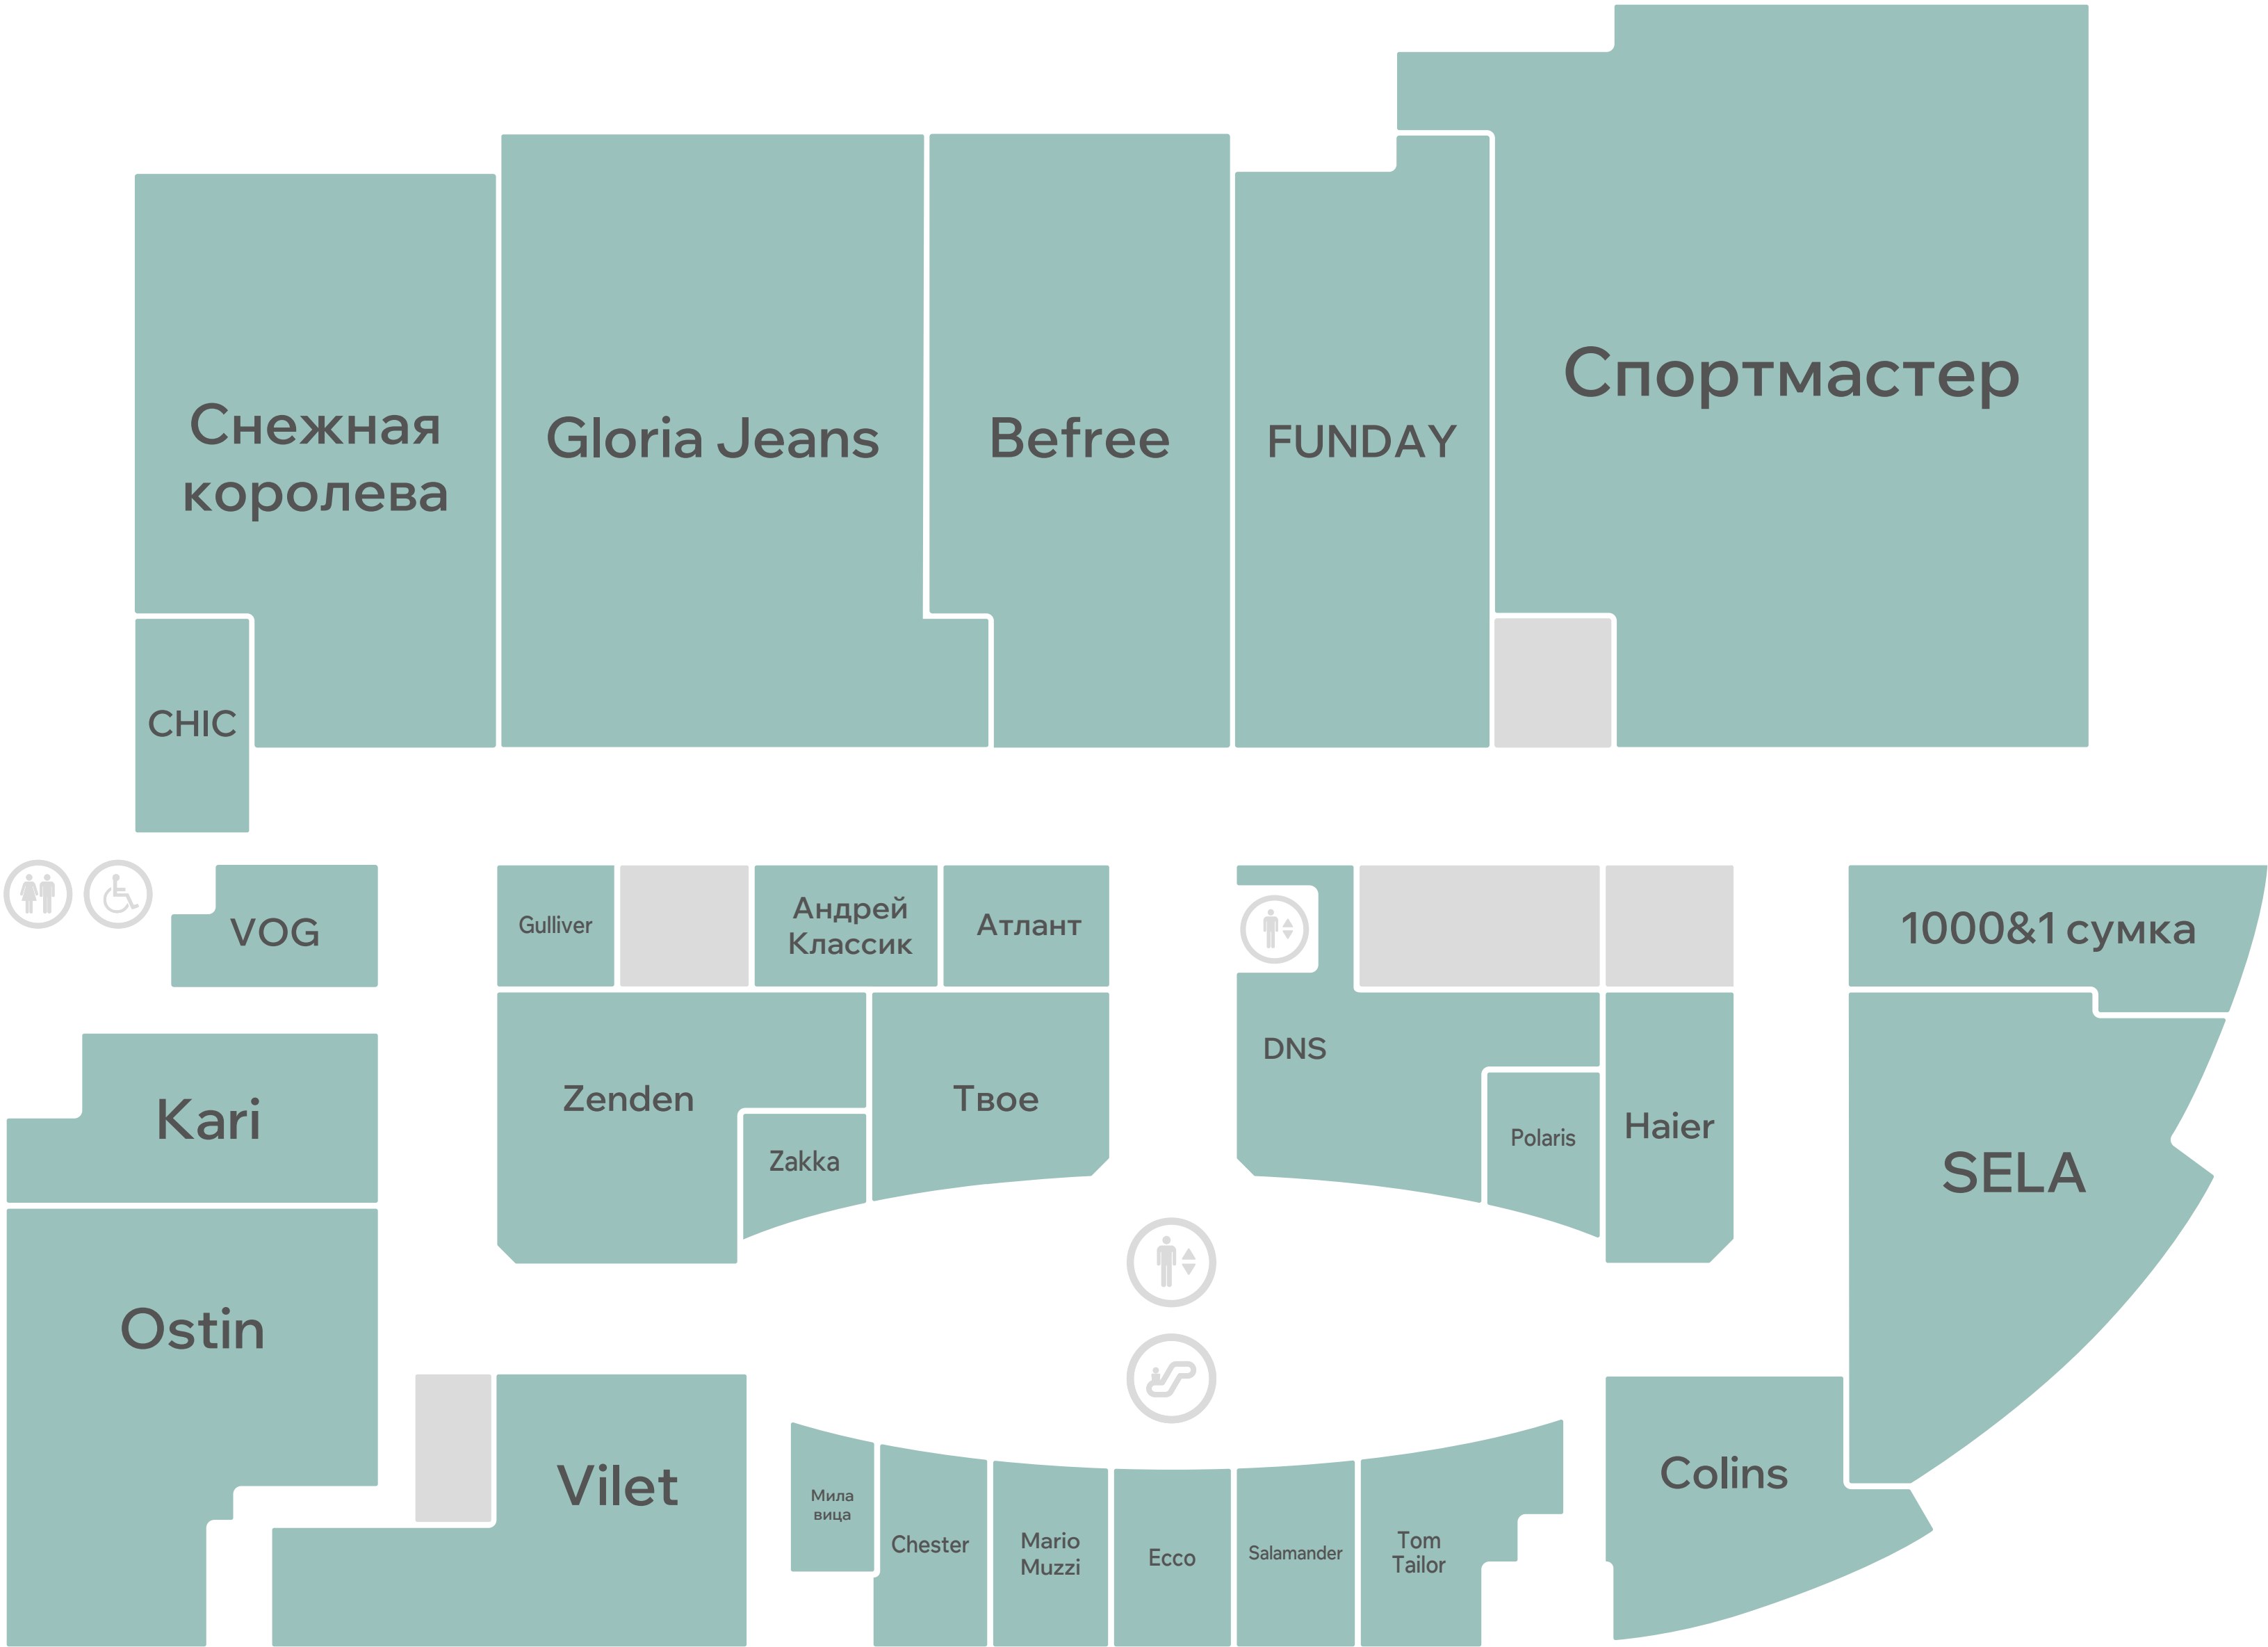 Спортмастер
Снежная
королева
Gloria Jeans
Befree
FUNDAY
CHIC
VOG
Gulliver
Андрей
Классик
Атлант
1000&1 сумка
DNS
Kari
Zenden
Твое
Zakka
Polaris
Haier
SELA
Ostin
Vilet
Colins
Мила
вица
Chester
Mario
Muzzi
Ecco
Salamander
Tom
Tailor